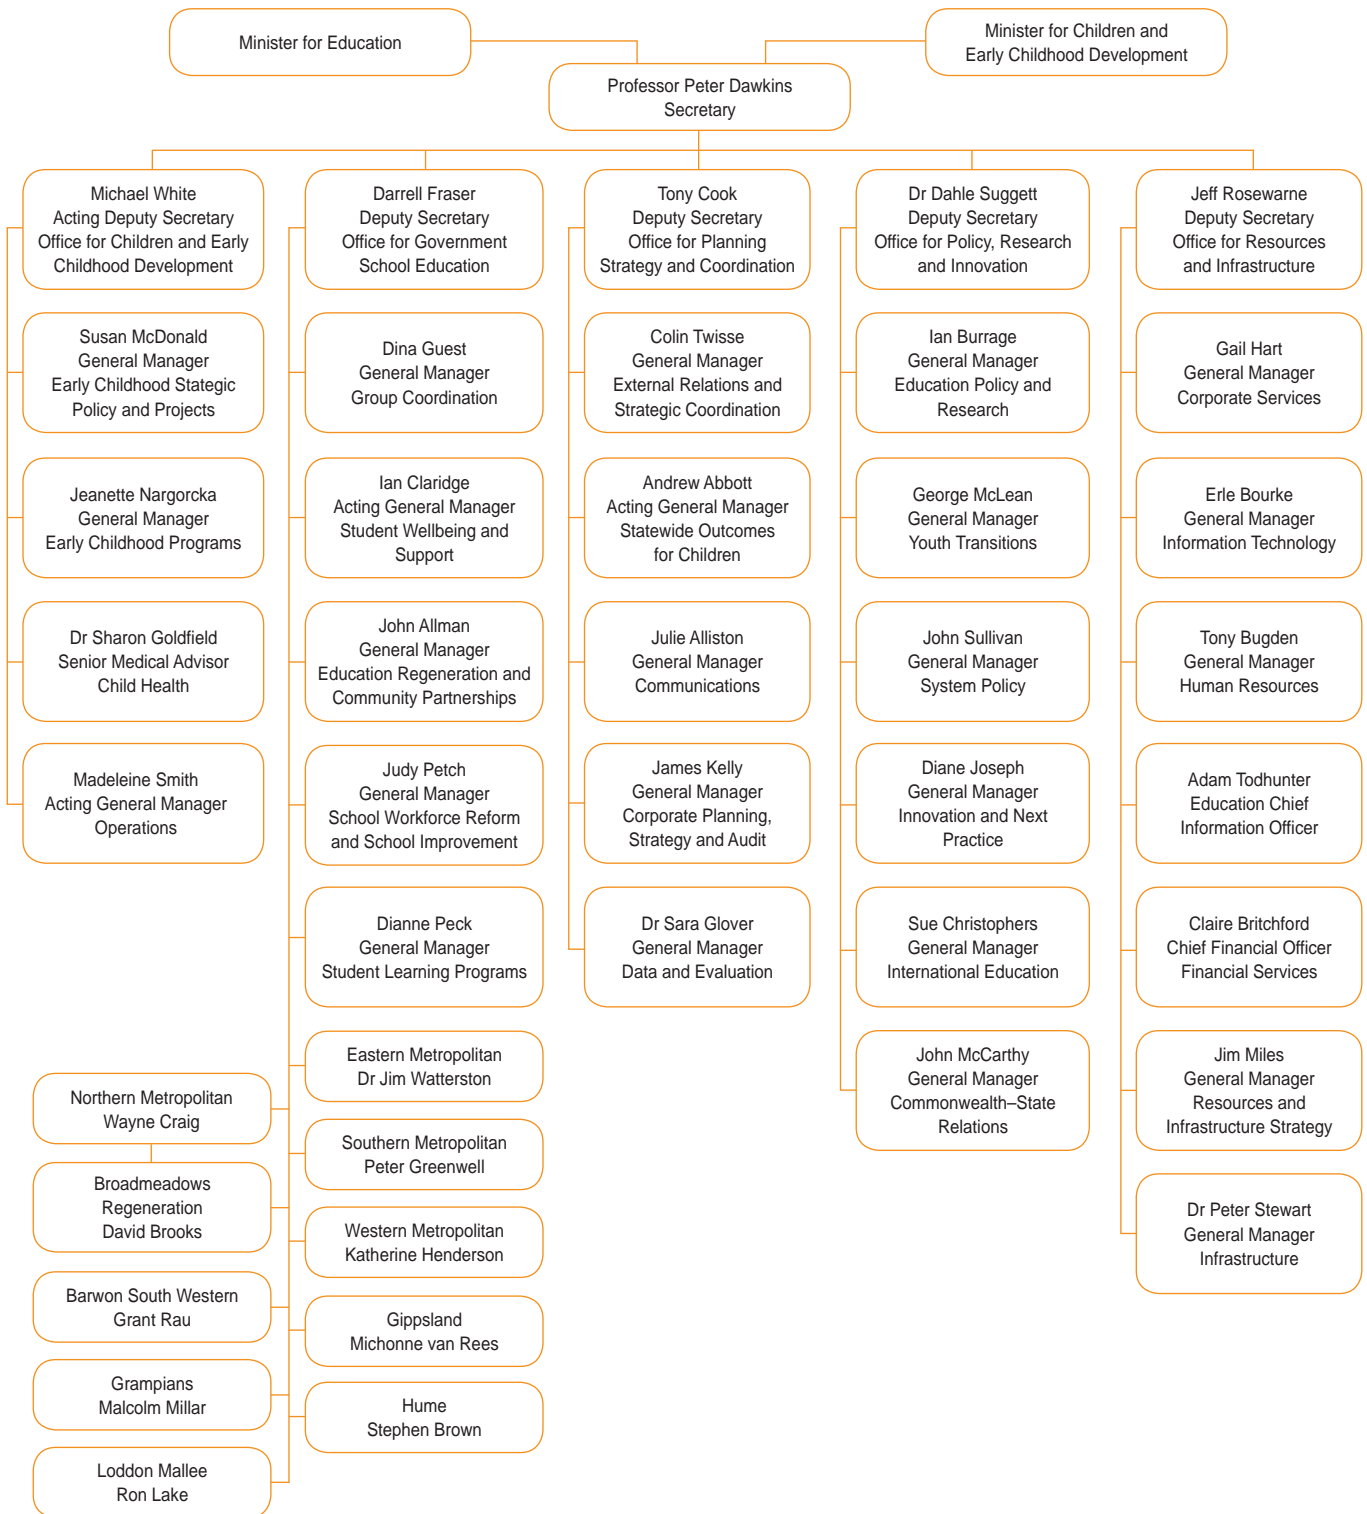 Minister for Education
Minister for Children and
Early Childhood Development
Professor Peter Dawkins
Secretary
Michael White
Acting Deputy Secretary
Office for Children and Early
Childhood Development
Susan McDonald
General Manager
Early Childhood Stategic
Policy and Projects
Jeanette Nargorcka
General Manager
Early Childhood Programs
Dr Sharon Goldfield
Senior Medical Advisor
Child Health
Madeleine Smith
Acting General Manager
Operations
Darrell Fraser
Deputy Secretary
Office for Government
School Education
Dina Guest
General Manager
Group Coordination
Ian Claridge
Acting General Manager
Student Wellbeing and
Support
John Allman
General Manager
Education Regeneration and
Community Partnerships
Judy Petch
General Manager
School Workforce Reform
and School Improvement
Dianne Peck
General Manager
Student Learning Programs
Eastern Metropolitan
Dr Jim Watterston
Northern Metropolitan
Wayne Craig
Southern Metropolitan
Peter Greenwell
Broadmeadows
Regeneration
David Brooks
Western Metropolitan
Katherine Henderson
Barwon South Western
Grant Rau
Gippsland
Michonne van Rees
Grampians
Malcolm Millar
Hume
Stephen Brown
Loddon Mallee
Ron Lake
Tony Cook
Deputy Secretary
Office for Planning
Strategy and Coordination
Colin Twisse
General Manager
External Relations and
Strategic Coordination
Andrew Abbott
Acting General Manager
Statewide Outcomes
for Children
Julie Alliston
General Manager
Communications
James Kelly
General Manager
Corporate Planning,
Strategy and Audit
Dr Sara Glover
General Manager
Data and Evaluation
Dr Dahle Suggett
Deputy Secretary
Office for Policy, Research
and Innovation
Ian Burrage
General Manager
Education Policy and
Research
George McLean
General Manager
Youth Transitions
John Sullivan
General Manager
System Policy
Diane Joseph
General Manager
Innovation and Next
Practice
Sue Christophers
General Manager
International Education
John McCarthy
General Manager
Commonwealth–State
Relations
Jeff Rosewarne
Deputy Secretary
Office for Resources
and Infrastructure
Gail Hart
General Manager
Corporate Services
Erle Bourke
General Manager
Information Technology
Tony Bugden
General Manager
Human Resources
Adam Todhunter
Education Chief
Information Officer
Claire Britchford
Chief Financial Officer
Financial Services
Jim Miles
General Manager
Resources and
Infrastructure Strategy
Dr Peter Stewart
General Manager
Infrastructure